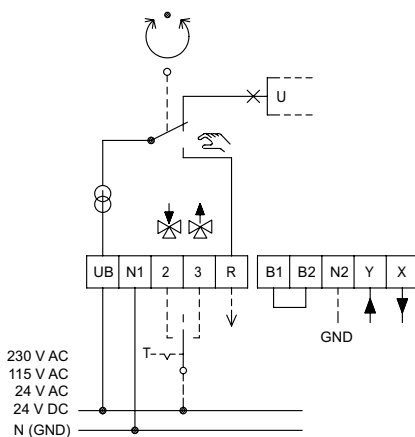 U
UB N1 2 3 R B1 B2 N2 Y X
GND
T
230 V AC
115 V AC
24 V AC
24 V DC
N (GND)